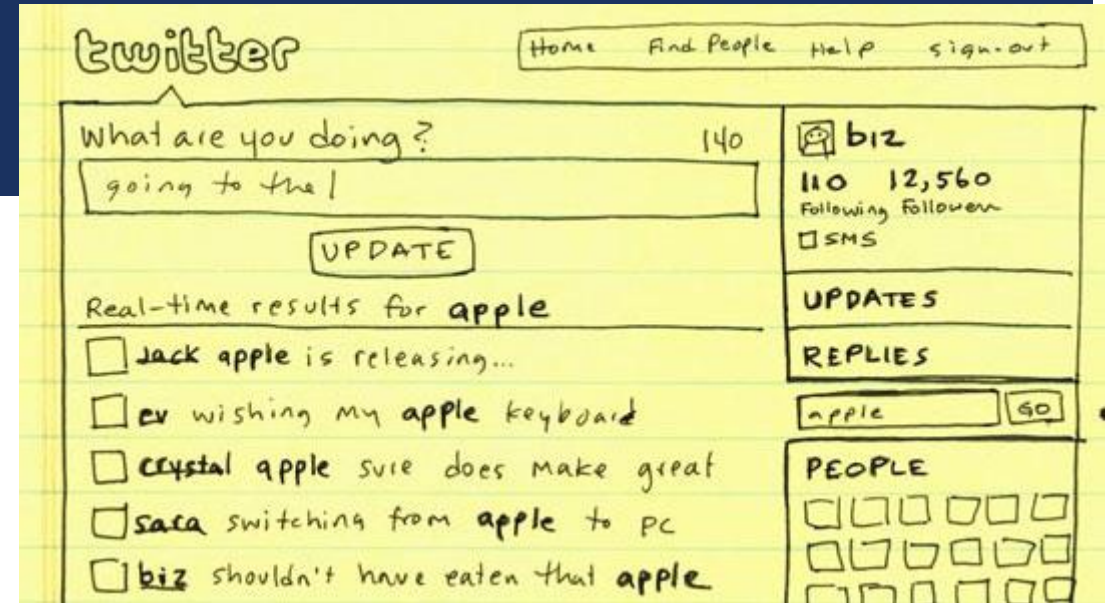 twitter
Home Find People Help sign-out
What are you doing? 140
going to the
UPDATE
Real-time results for apple
Jack apple is releasing...
ev wishing my apple keyboard
crystal apple sure does make great
sara switching from apple to pc
biz shouldn't have eaten that apple
biz
110 12,560
Following Followers
SMS
UPDATES
REPLIES
apple GO
PEOPLE